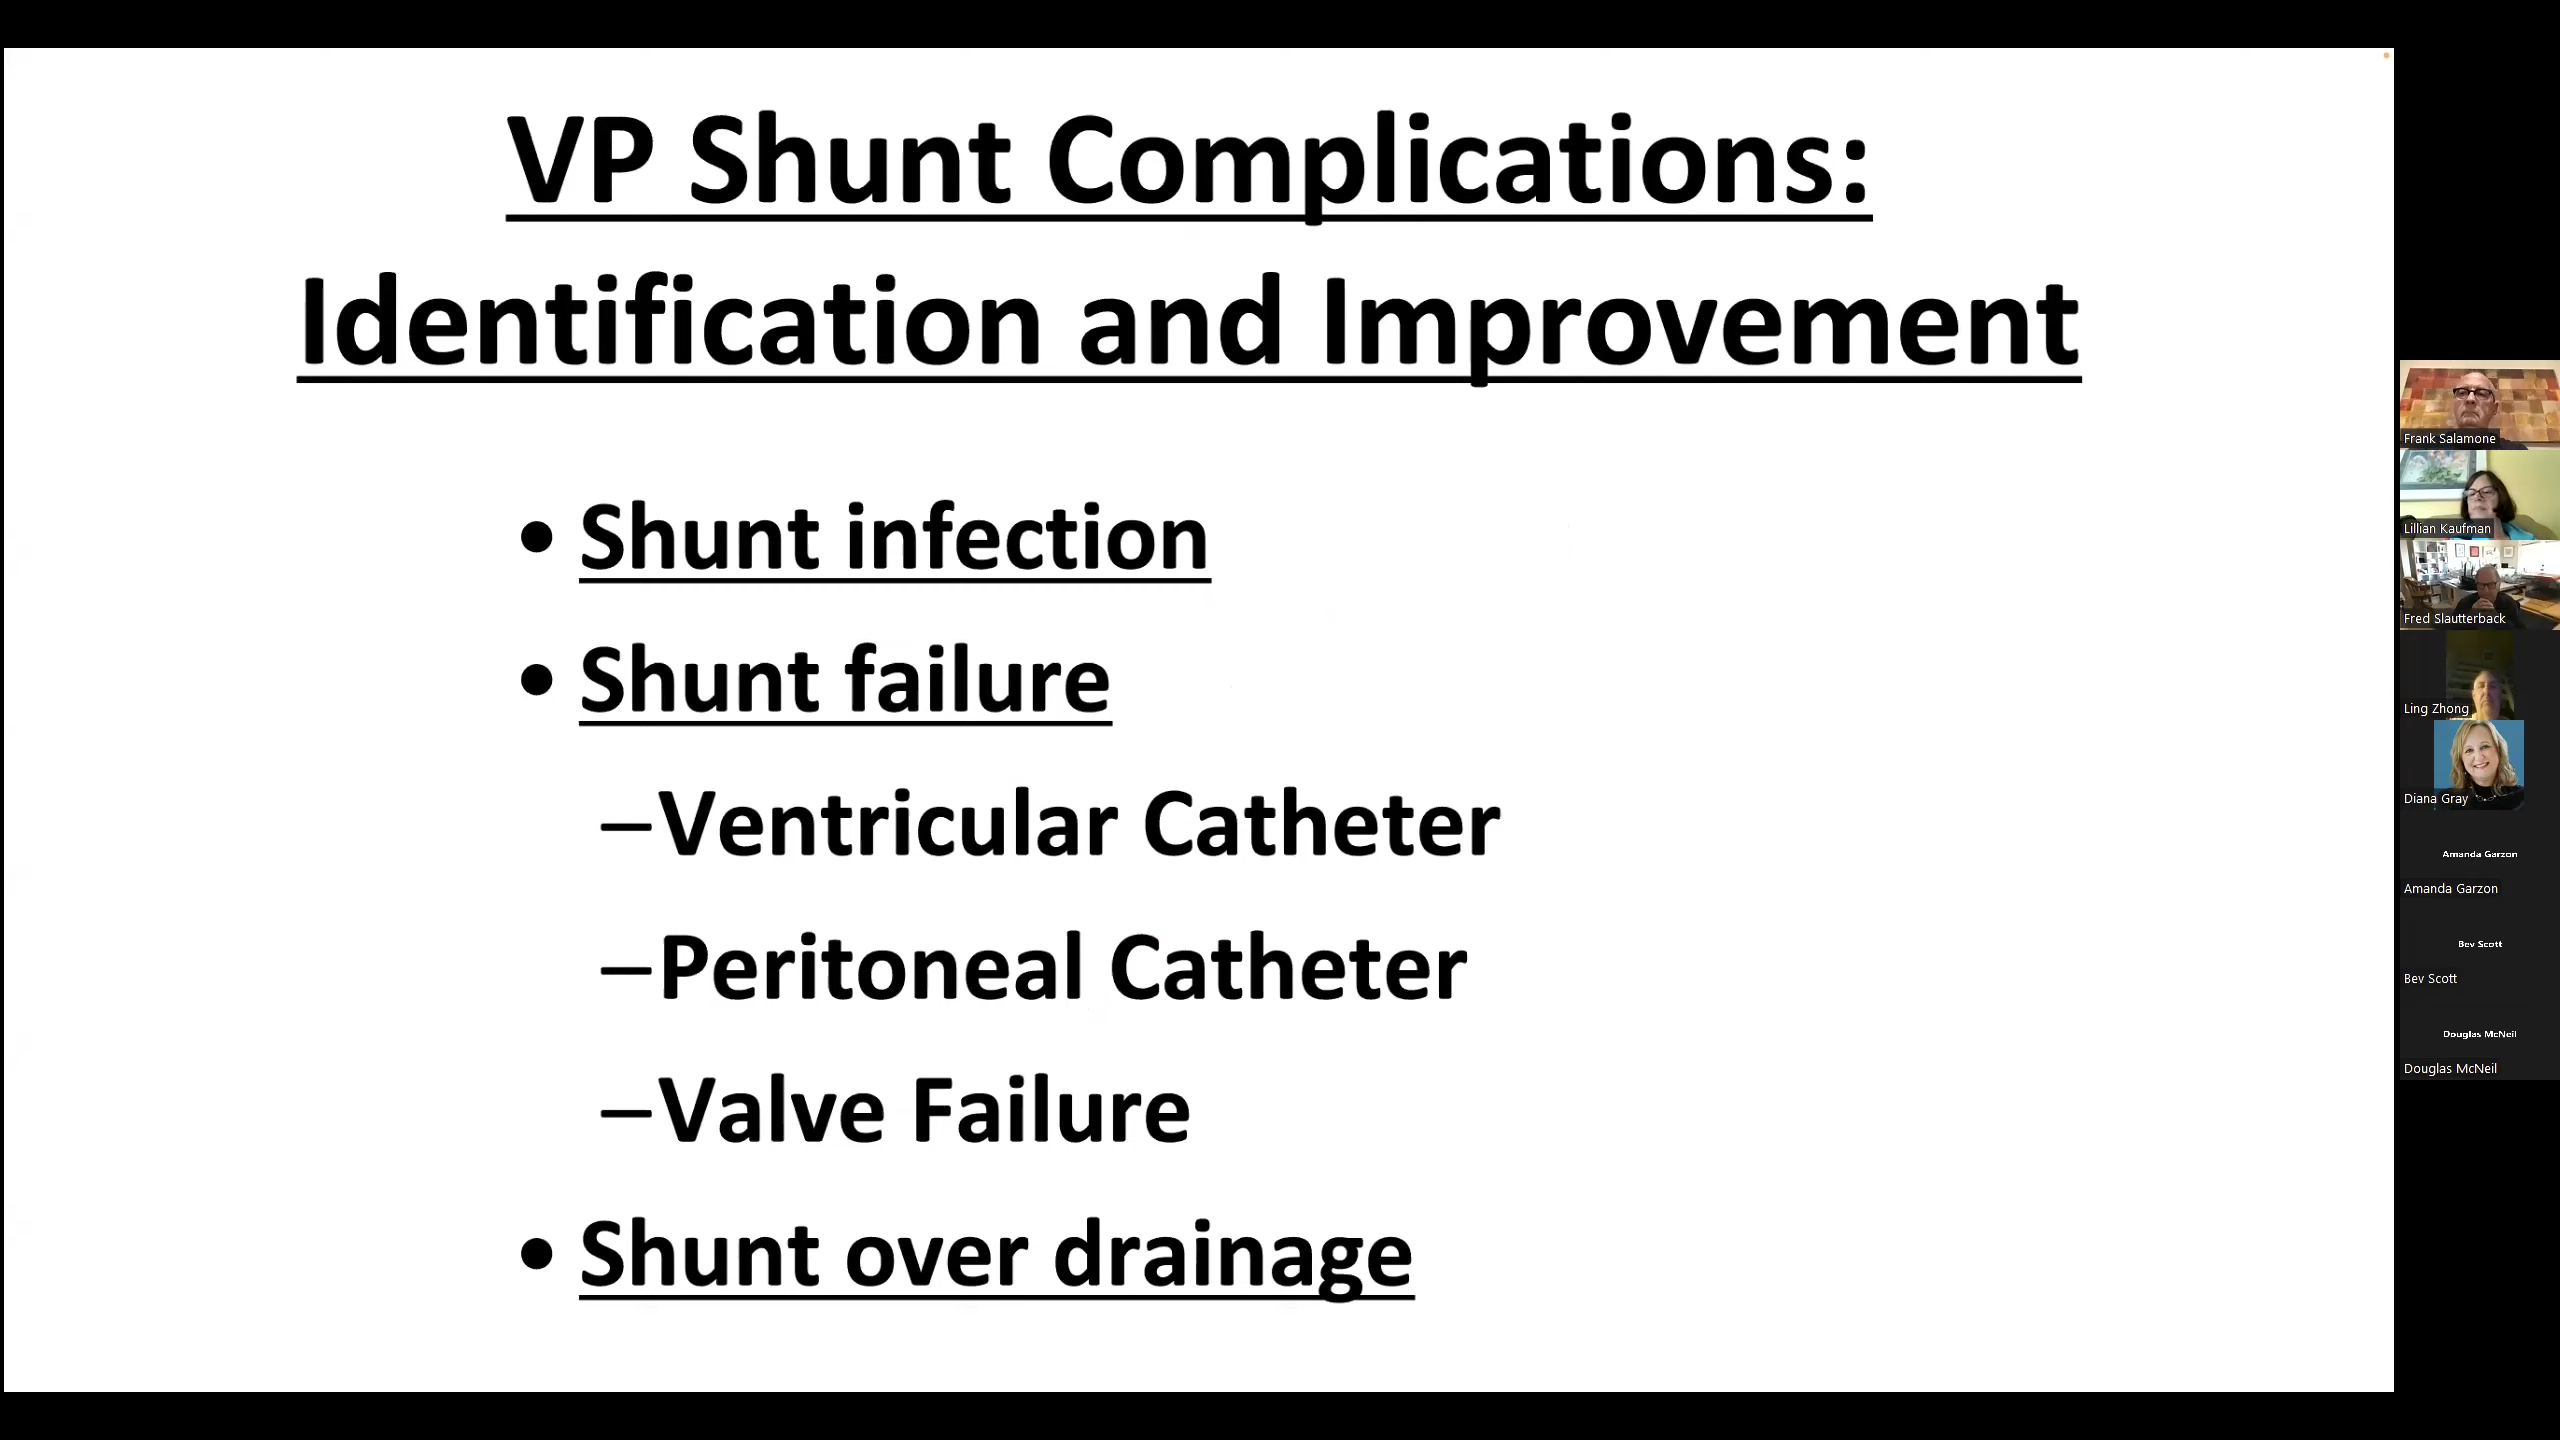 VP Shunt Complications:
Identification and Improvement
• Shunt infection
• Shunt failure
–Ventricular Catheter
–Peritoneal Catheter
–Valve Failure
• Shunt over drainage
Frank Salamone
Lillian Kaufman
Fred Slautterback
Ling Zhong
Diana Gray
Amanda Garzon
Amanda Garzon
Bev Scott
Bev Scott
Douglas McNeil
Douglas McNeil